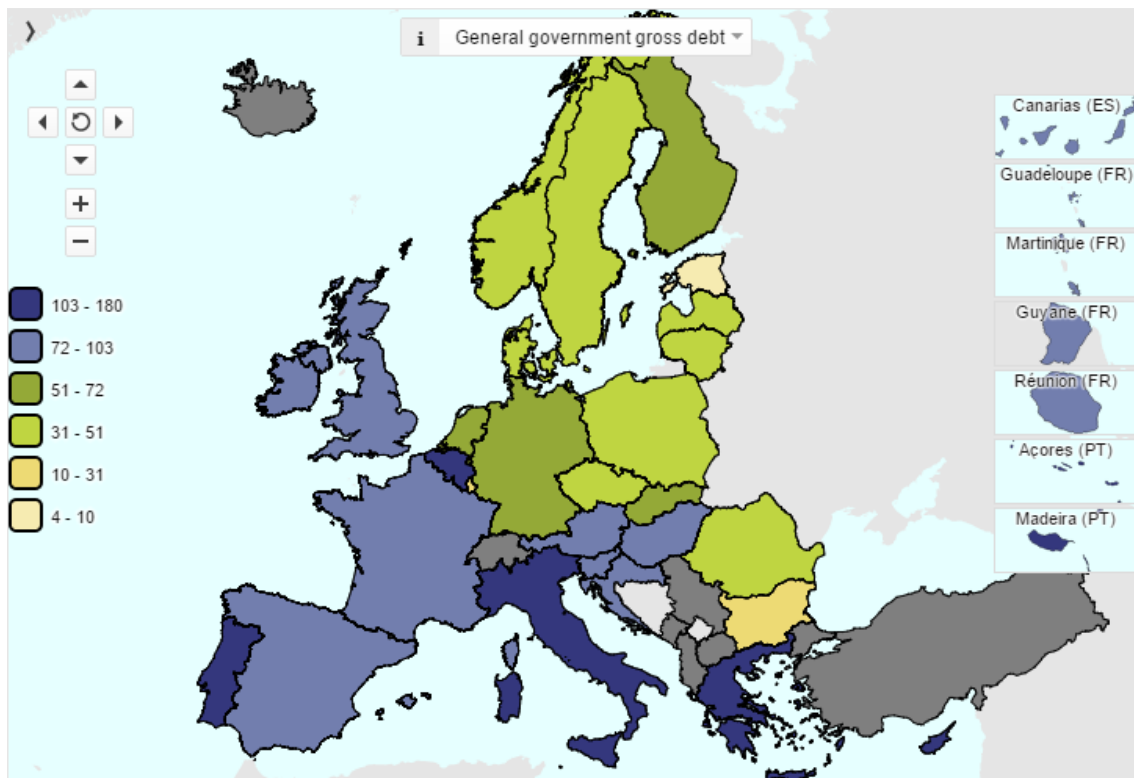 ❯
i General government gross debt
Canarias (ES)
Guadeloupe (FR)
Martinique (FR)
Guyane (FR)
Réunion (FR)
Açores (PT)
Madeira (PT)
103 - 180
72 - 103
51 - 72
31 - 51
10 - 31
4 - 10